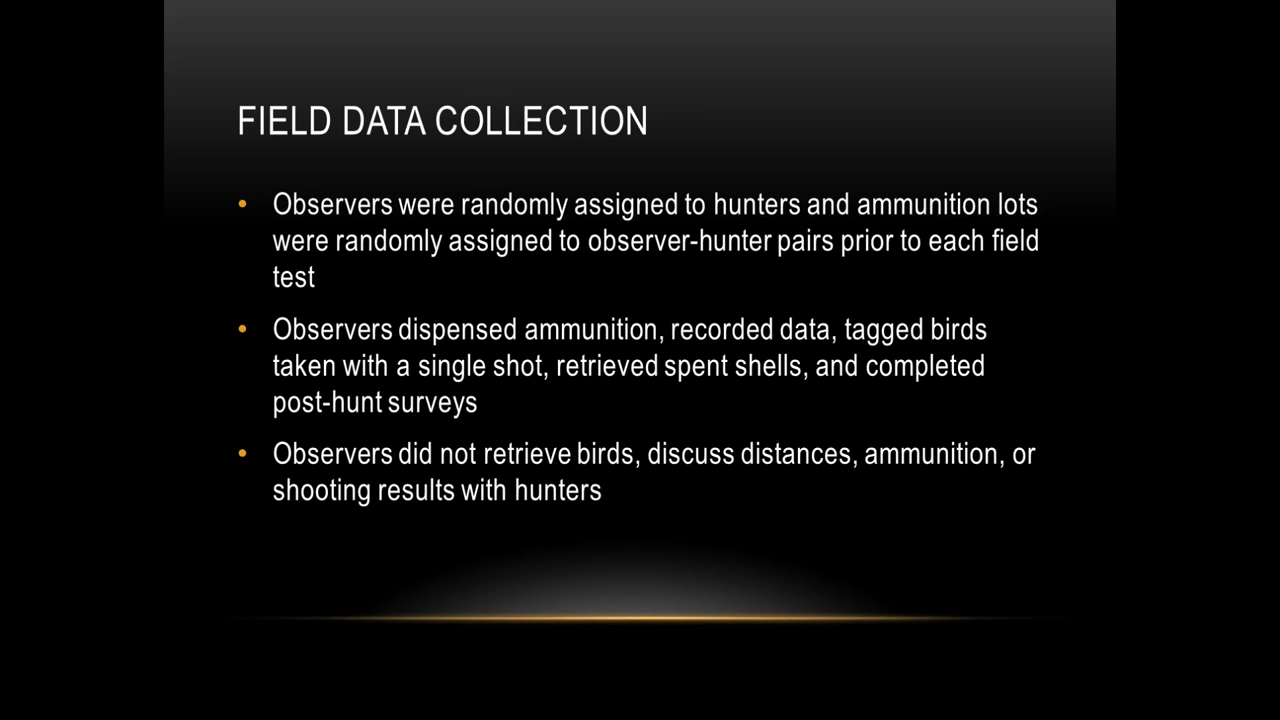 FIELD DATA COLLECTION
• Observers were randomly assigned to hunters and ammunition lots
were randomly assigned to observer-hunter pairs prior to each field
test
• Observers dispensed ammunition, recorded data, tagged birds
taken with a single shot, retrieved spent shells, and completed
post-hunt surveys
• Observers did not retrieve birds, discuss distances, ammunition, or
shooting results with hunters